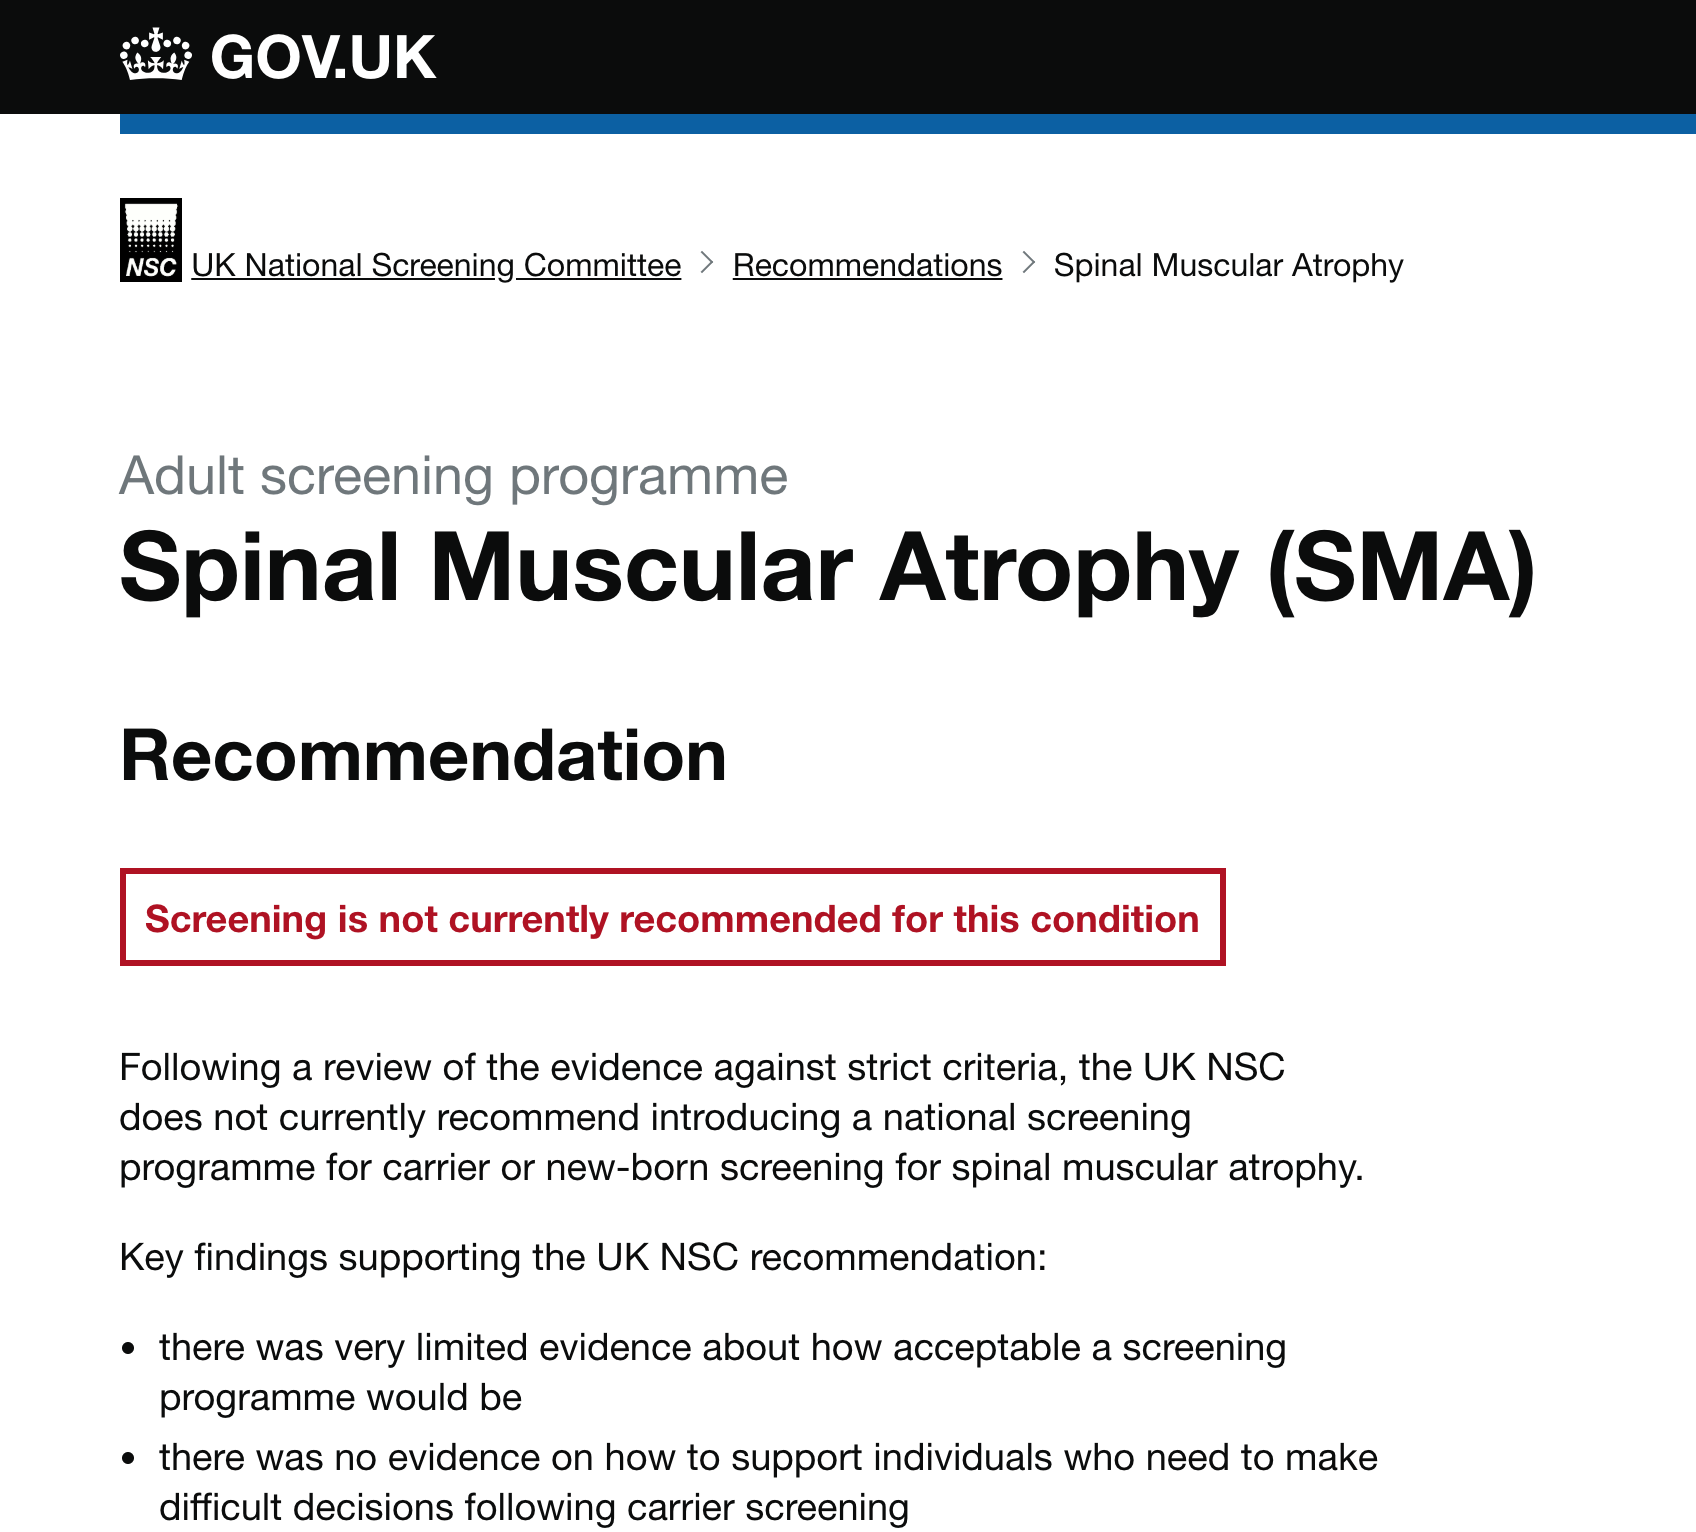 GOV.UK
NSC UK National Screening Committee > Recommendations > Spinal Muscular Atrophy
Adult screening programme
Spinal Muscular Atrophy (SMA)
Recommendation
Screening is not currently recommended for this condition
Following a review of the evidence against strict criteria, the UK NSC
does not currently recommend introducing a national screening
programme for carrier or new-born screening for spinal muscular atrophy.
Key findings supporting the UK NSC recommendation:
• there was very limited evidence about how acceptable a screening
programme would be
• there was no evidence on how to support individuals who need to make
difficult decisions following carrier screening